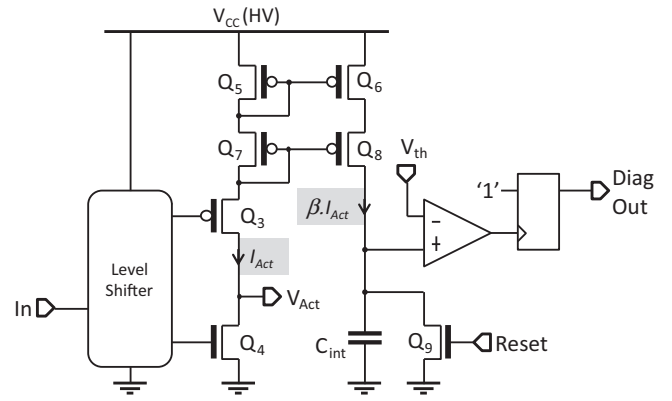 V_CC (HV)
Q_5
Q_6
Q_7
Q_8
V_th
'1'
Diag
Out
Q_3
β.I_Act
I_Act
Level
Shifter
In
V_Act
Q_4
C_int
Q_9
Reset